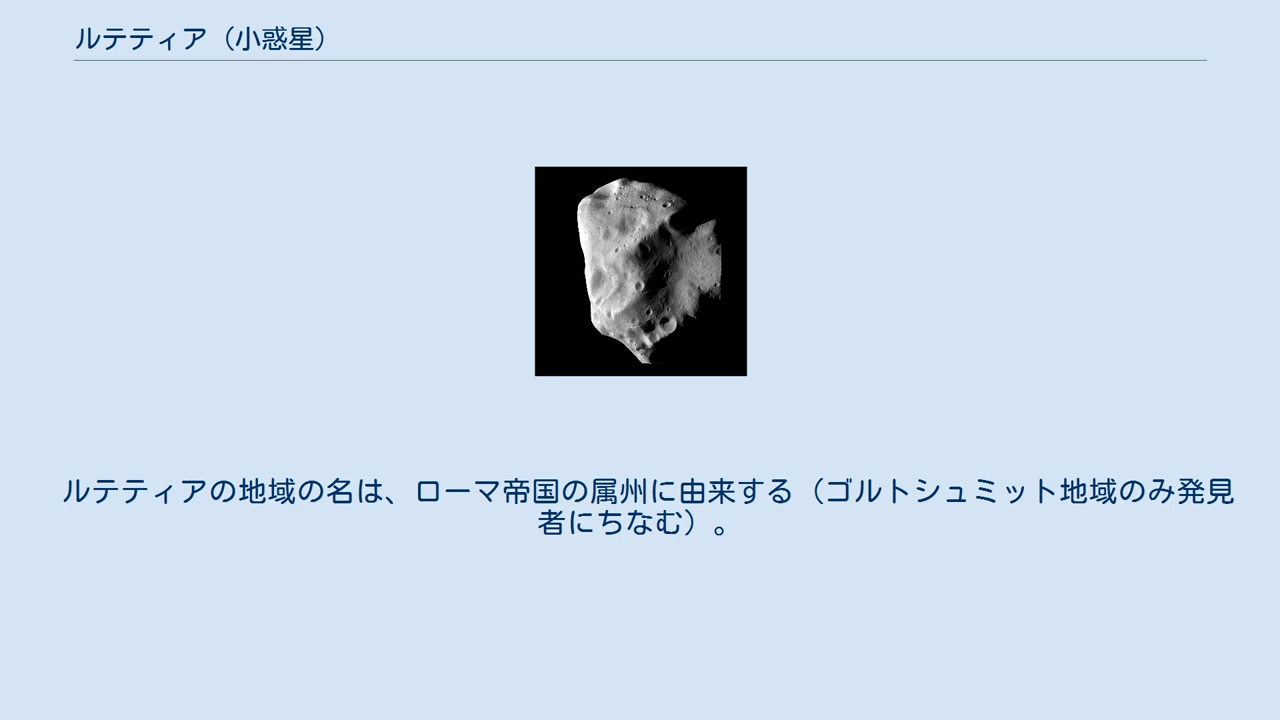 ルテティア（小惑星）
ルテティアの地域の名は、ローマ帝国の属州に由来する（ゴルトシュミット地域のみ発見
者にちなむ）。